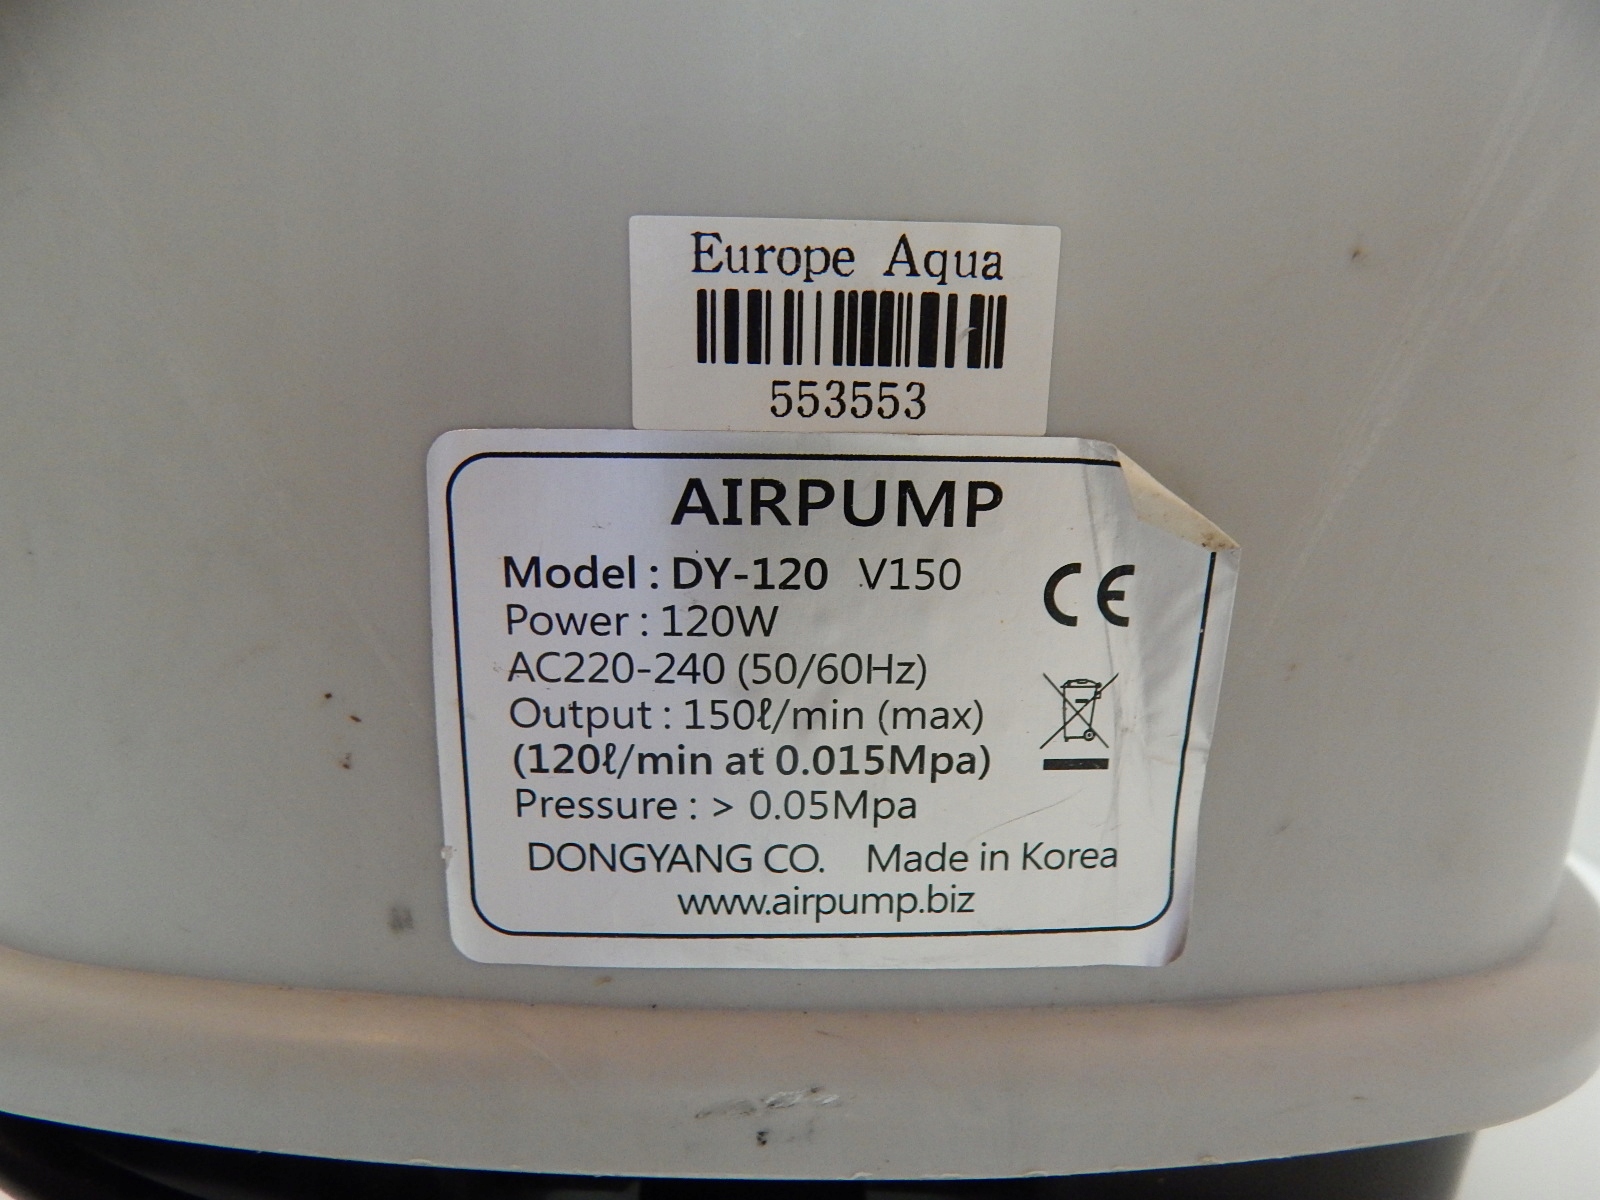 Europe Aqua
553553
AIRPUMP
Model : DY-120 V150
Power : 120W
AC220-240 (50/60Hz)
Output : 150ℓ/min (max)
(120ℓ/min at 0.015Mpa)
Pressure : > 0.05Mpa
DONGYANG CO. Made in Korea
www.airpump.biz
CE